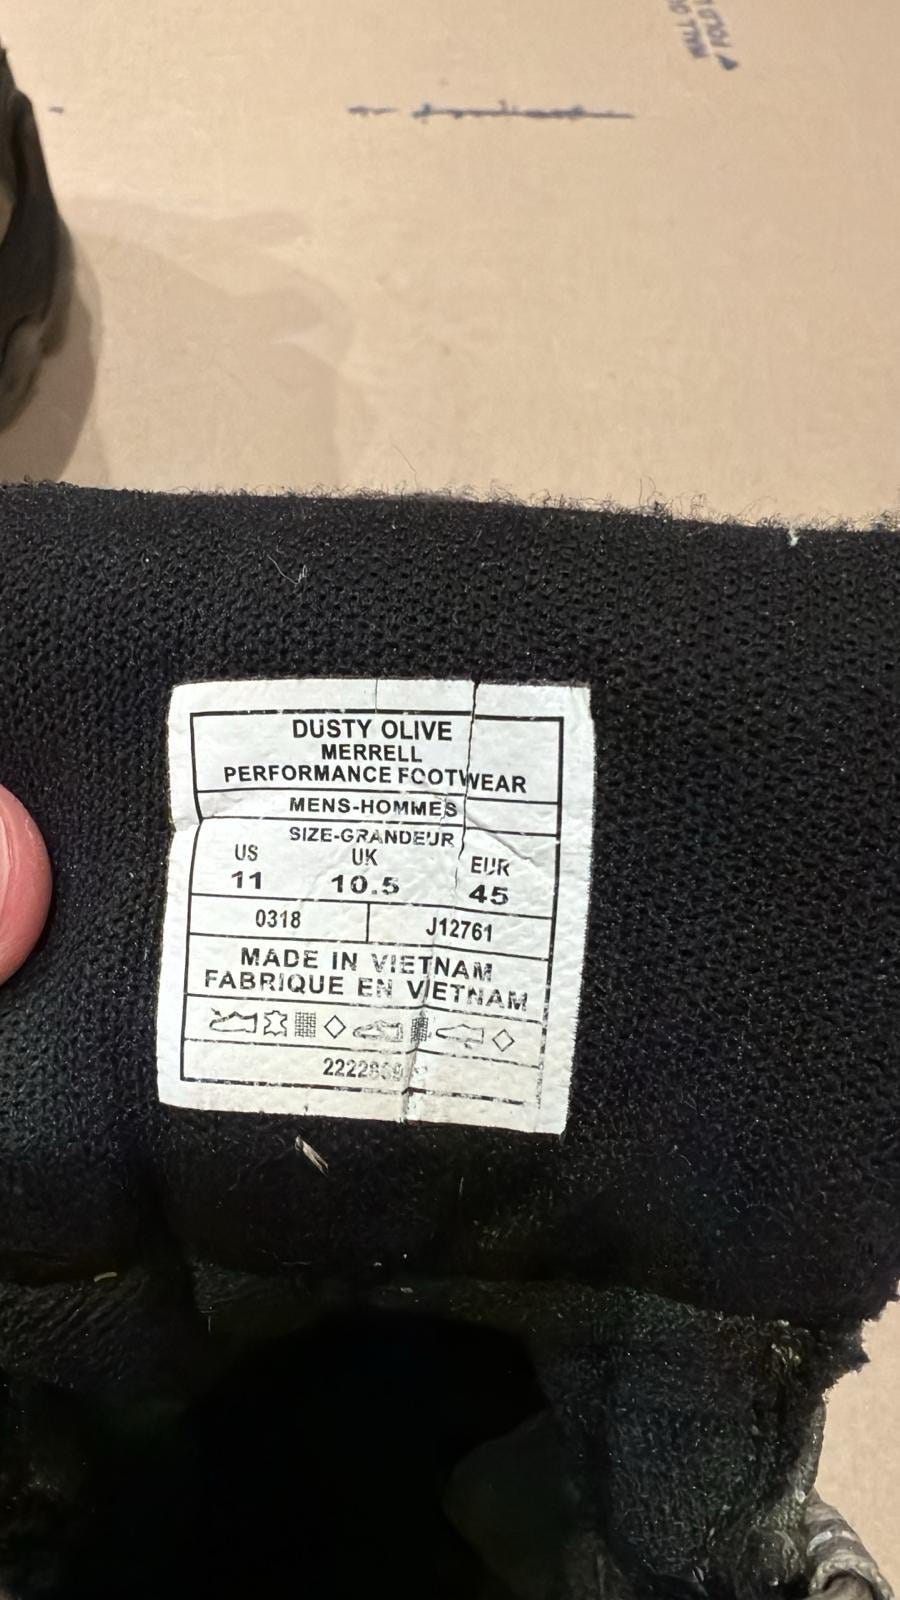 DUSTY OLIVE
MERRELL
PERFORMANCE FOOTWEAR
MENS-HOMMES
SIZE-GRANDEUR
US UK EUR
11 10.5 45
0318 J12761
MADE IN VIETNAM
FABRIQUE EN VIETNAM